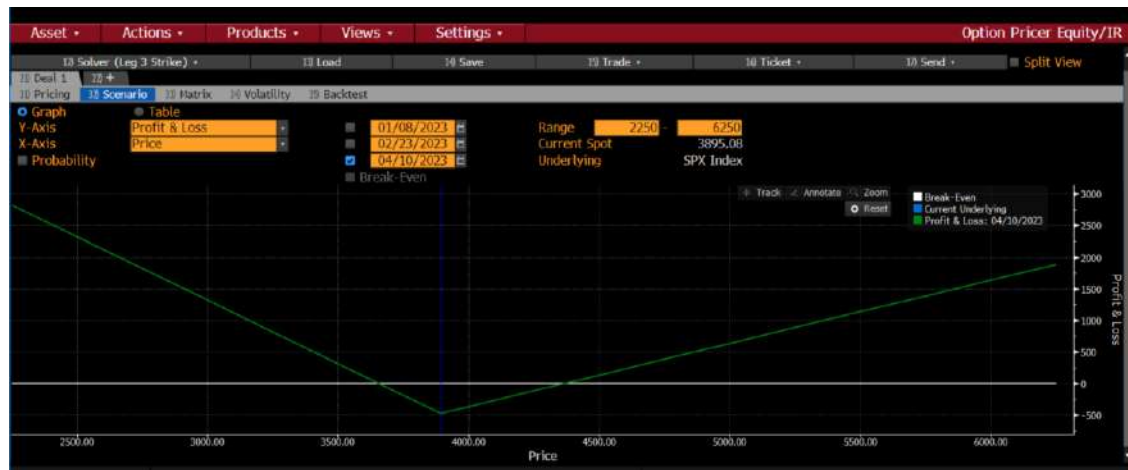 Asset Actions Products Views Settings Option Pricer Equity/IR
Solver (Leg 3 Strike) Load Save Trade Ticket Send Split View
Deal 1 +
Pricing Scenario Matrix Volatility Backtest
Graph Table
Y-Axis Profit & Loss 01/08/2023 Range 2250 - 6250
X-Axis Price 02/23/2023 Current Spot 3895.08
Probability 04/10/2023 Underlying SPX Index
Break-Even
Track Annotate Zoom
Reset
Break-Even
Current Underlying
Profit & Loss: 04/10/2023
3000
2500
2000
1500
1000
500
0
-500
Profit & Loss
2500.00 3000.00 3500.00 4000.00 4500.00 5000.00 5500.00 6000.00
Price